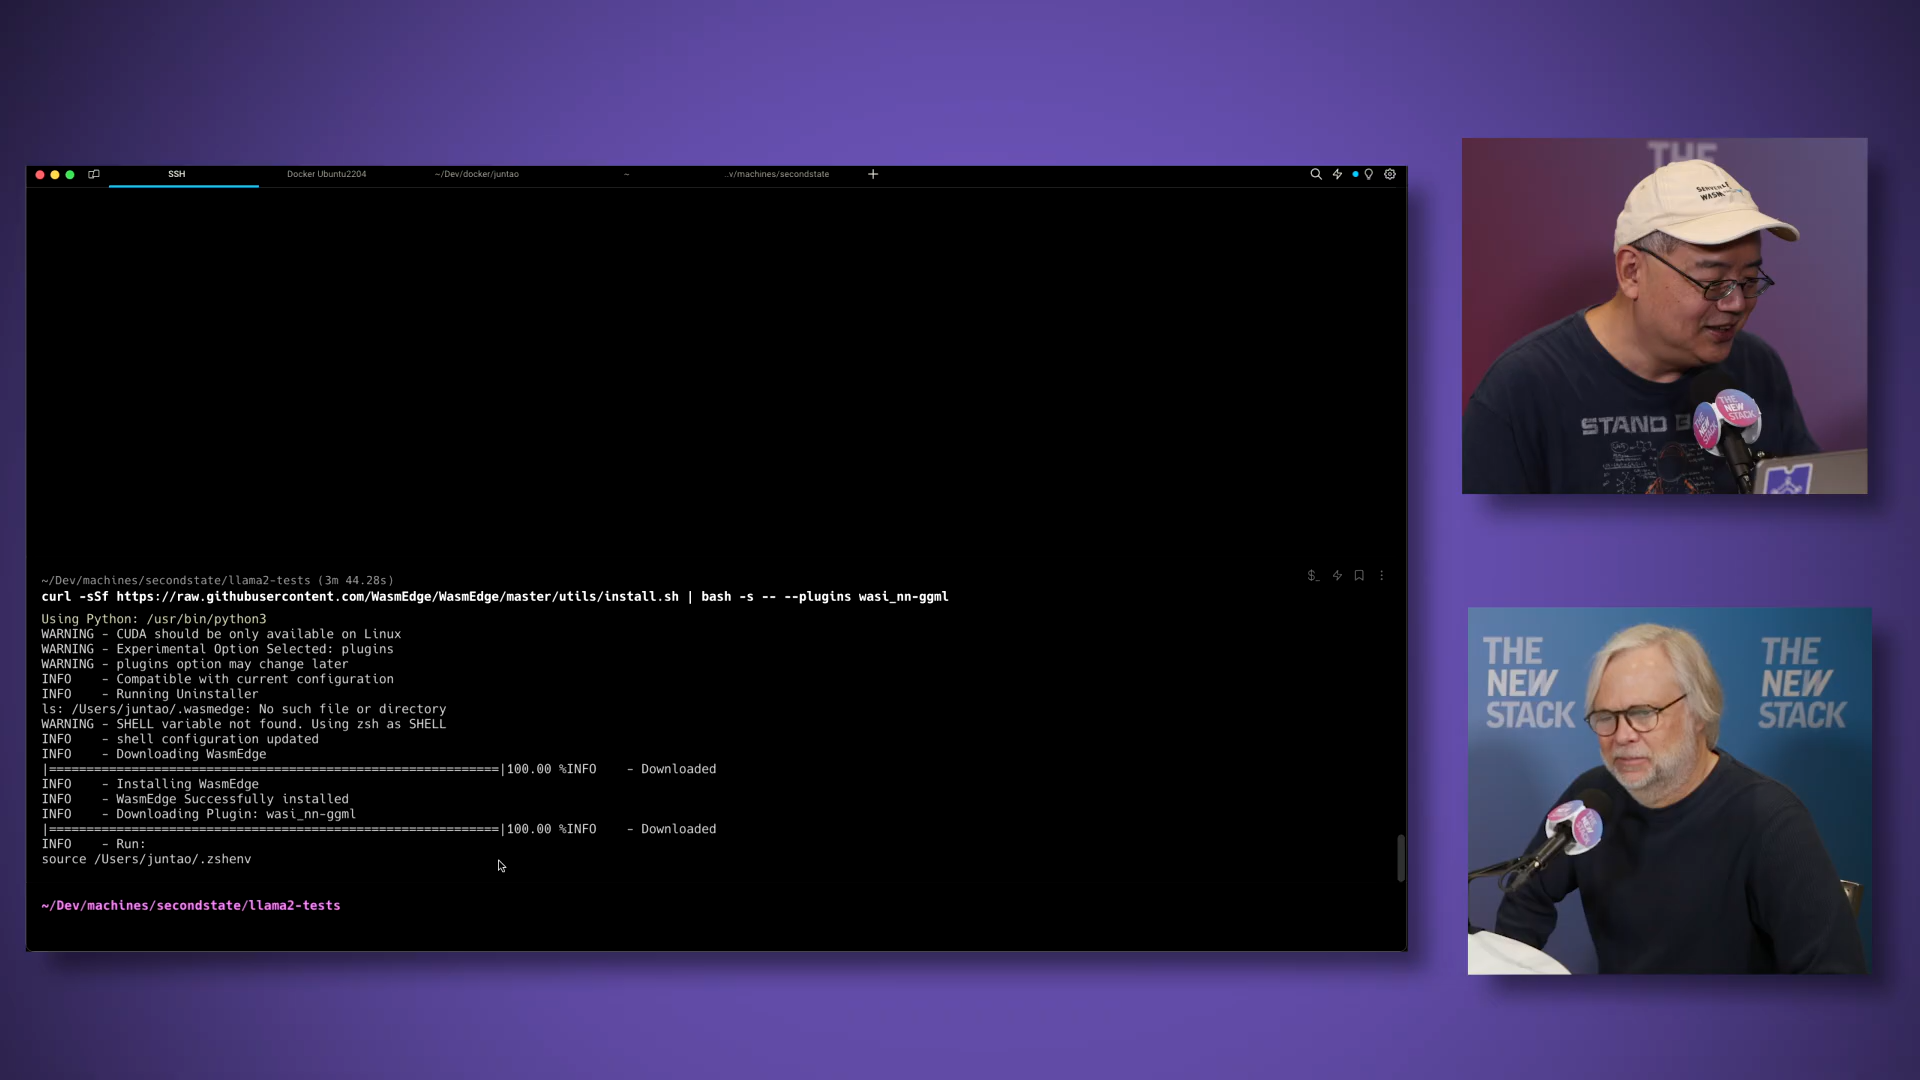 SSH
Docker Ubuntu2204
~/Dev/docker/juntao
~
..v/machines/secondstate
~/Dev/machines/secondstate/llama2-tests (3m 44.28s)
curl -sSf https://raw.githubusercontent.com/WasmEdge/WasmEdge/master/utils/install.sh | bash -s -- --plugins wasi_nn-ggml
Using Python: /usr/bin/python3
WARNING - CUDA should be only available on Linux
WARNING - Experimental Option Selected: plugins
WARNING - plugins option may change later
INFO    - Compatible with current configuration
INFO    - Running Uninstaller
ls: /Users/juntao/.wasmedge: No such file or directory
WARNING - SHELL variable not found. Using zsh as SHELL
INFO    - shell configuration updated
INFO    - Downloading WasmEdge
|============================================================|100.00 %INFO    - Downloaded
INFO    - Installing WasmEdge
INFO    - WasmEdge Successfully installed
INFO    - Downloading Plugin: wasi_nn-ggml
|============================================================|100.00 %INFO    - Downloaded
INFO    - Run:
source /Users/juntao/.zshenv
~/Dev/machines/secondstate/llama2-tests
THE
WASM
STAND
THE
NEW
STACK
THE
NEW
STACK
THE
NEW
STACK